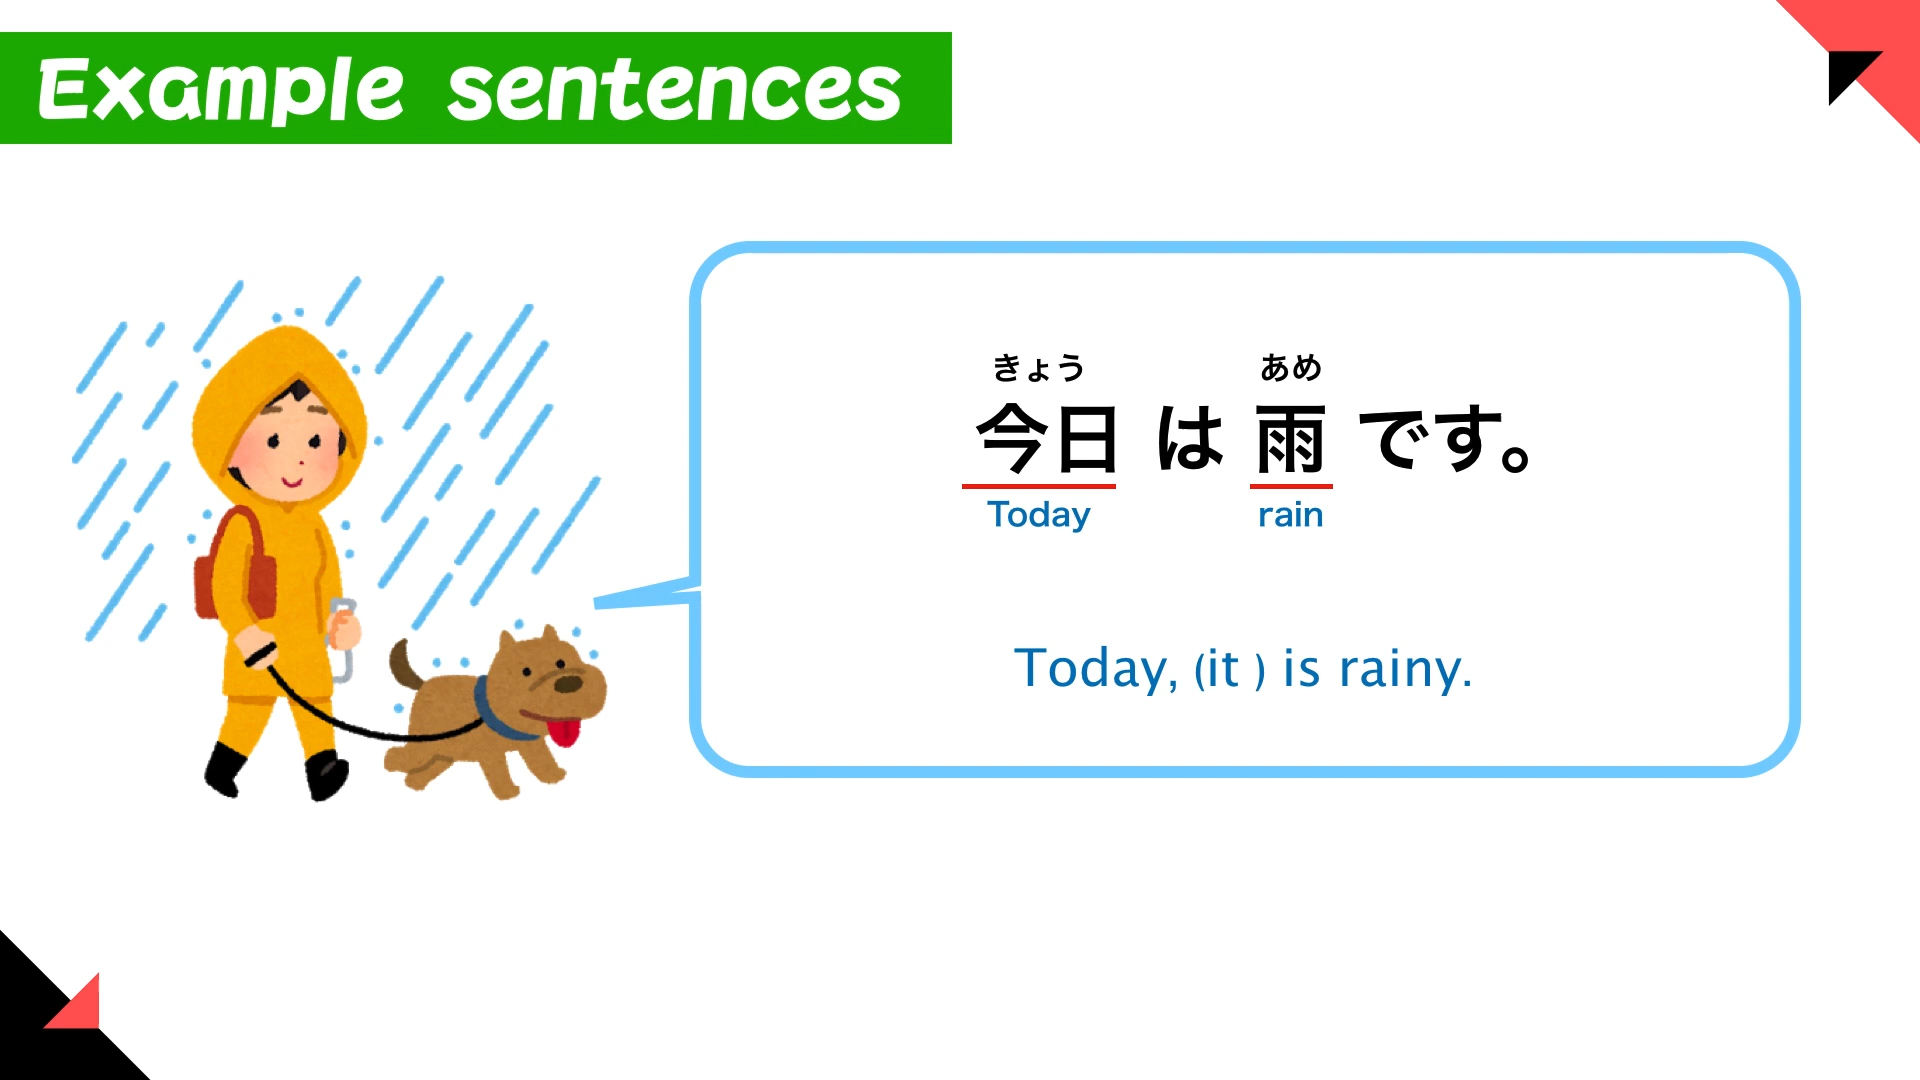 Example sentences
きょう あめ
今日 は 雨 です。
Today rain
Today, (it ) is rainy.